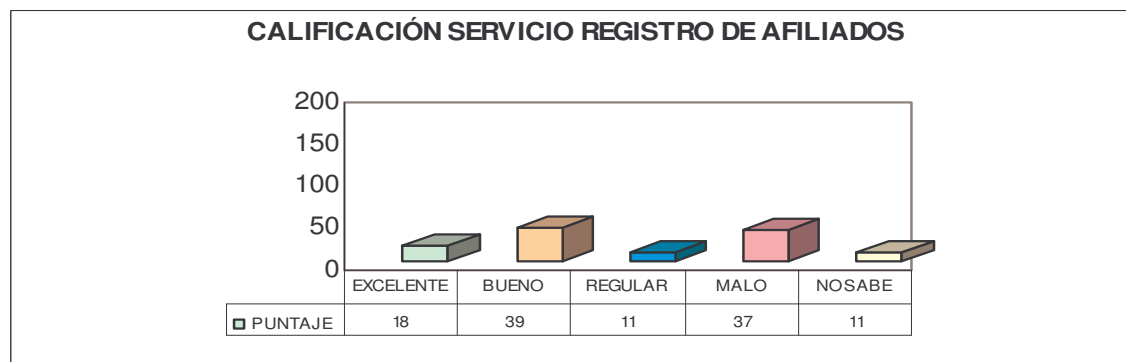 CALIFICACIÓN SERVICIO REGISTRO DE AFILIADOS
200
150
100
50
0
EXCELENTE BUENO REGULAR MALO NOSABE
PUNTAJE 18 39 11 37 11